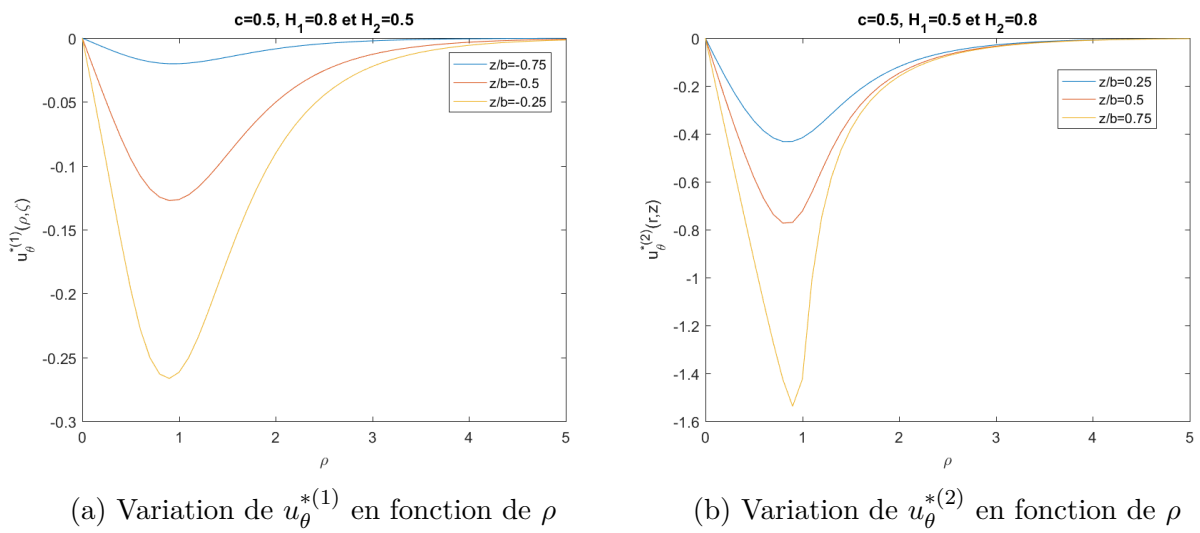 c=0.5, H1=0.8 et H2=0.5
0
-0.05
-0.1
-0.15
-0.2
-0.25
-0.3
uθ*(1)(ρ,ζ)
z/b=-0.75
z/b=-0.5
z/b=-0.25
0 1 2 3 4 5
ρ
(a) Variation de uθ*(1) en fonction de ρ
c=0.5, H1=0.5 et H2=0.8
0
-0.2
-0.4
-0.6
-0.8
-1
-1.2
-1.4
-1.6
uθ*(2)(r,z)
z/b=0.25
z/b=0.5
z/b=0.75
0 1 2 3 4 5
ρ
(b) Variation de uθ*(2) en fonction de ρ